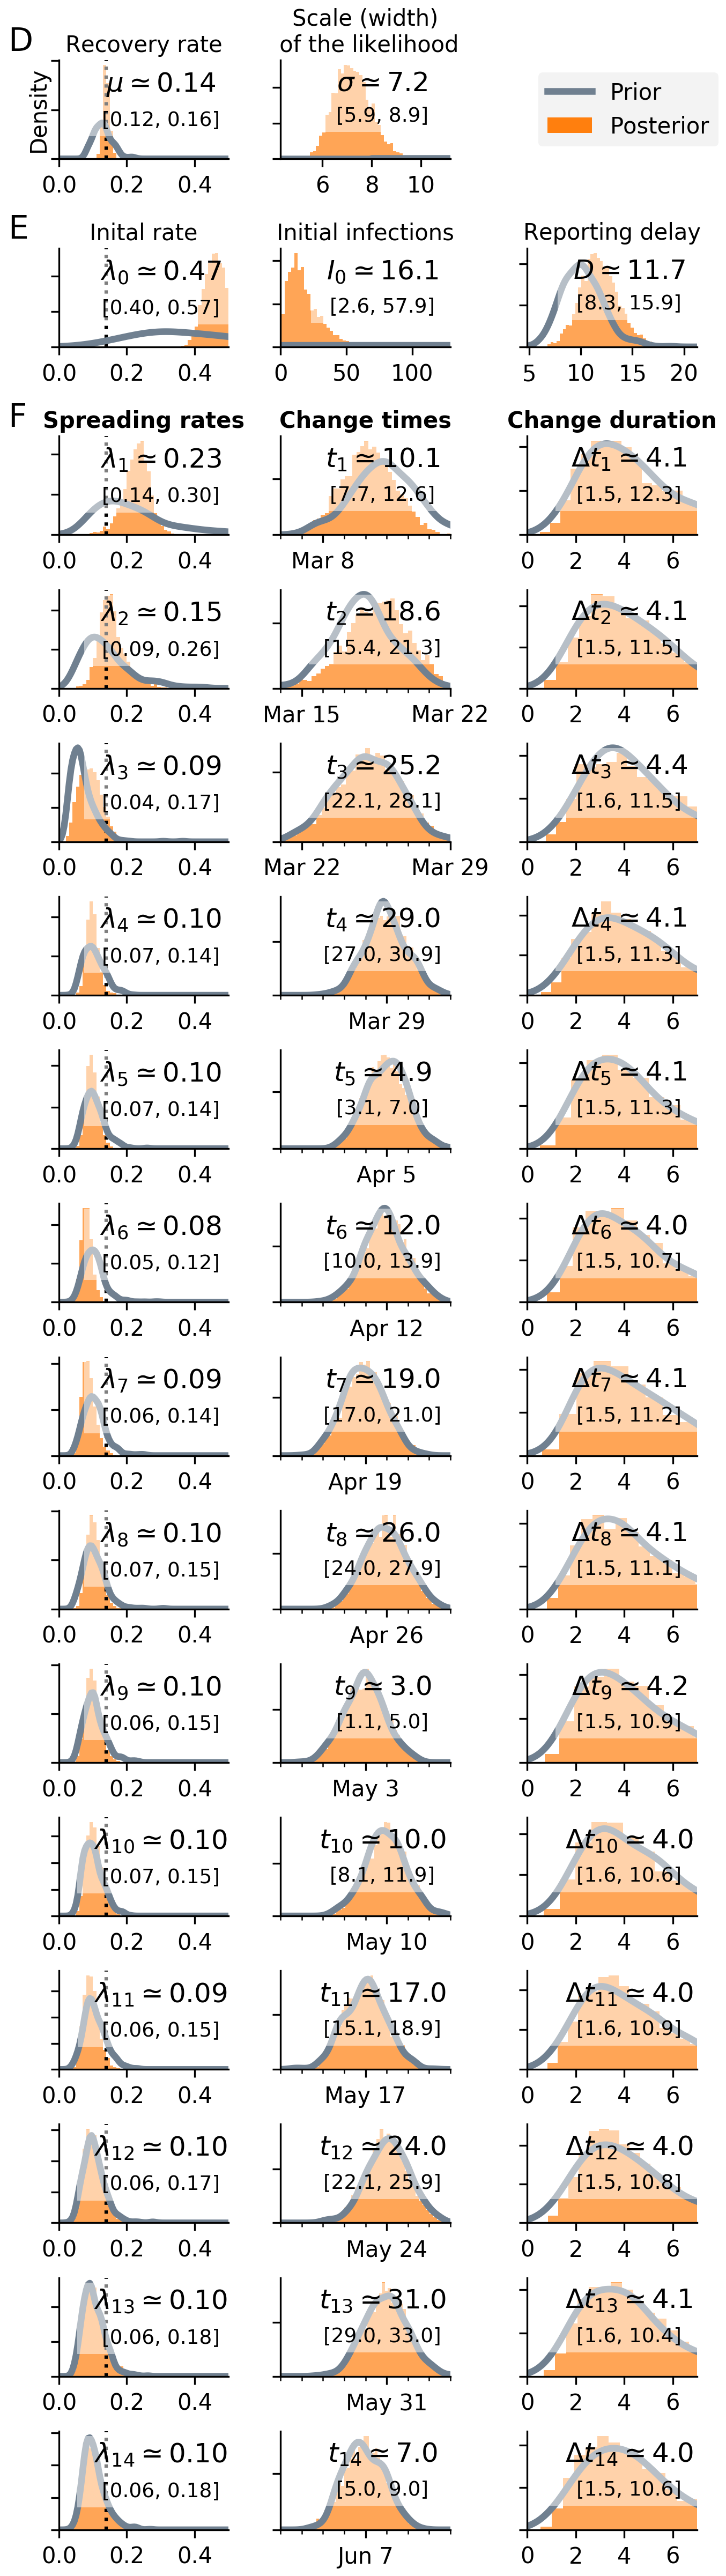 D
Recovery rate
Scale (width)
of the likelihood
Density
μ ≃ 0.14
[0.12, 0.16]
σ ≃ 7.2
[5.9, 8.9]
Prior
Posterior
0.0 0.2 0.4
6 8 10
E
Inital rate
Initial infections
Reporting delay
λ0 ≃ 0.47
[0.40, 0.57]
I0 ≃ 16.1
[2.6, 57.9]
D ≃ 11.7
[8.3, 15.9]
0.0 0.2 0.4
0 50 100
5 10 15 20
F
Spreading rates
Change times
Change duration
λ1 ≃ 0.23
[0.14, 0.30]
t1 ≃ 10.1
[7.7, 12.6]
Δt1 ≃ 4.1
[1.5, 12.3]
0.0 0.2 0.4
Mar 8
0 2 4 6
λ2 ≃ 0.15
[0.09, 0.26]
t2 ≃ 18.6
[15.4, 21.3]
Δt2 ≃ 4.1
[1.5, 11.5]
0.0 0.2 0.4
Mar 15 Mar 22
0 2 4 6
λ3 ≃ 0.09
[0.04, 0.17]
t3 ≃ 25.2
[22.1, 28.1]
Δt3 ≃ 4.4
[1.6, 11.5]
0.0 0.2 0.4
Mar 22 Mar 29
0 2 4 6
λ4 ≃ 0.10
[0.07, 0.14]
t4 ≃ 29.0
[27.0, 30.9]
Δt4 ≃ 4.1
[1.5, 11.3]
0.0 0.2 0.4
Mar 29
0 2 4 6
λ5 ≃ 0.10
[0.07, 0.14]
t5 ≃ 4.9
[3.1, 7.0]
Δt5 ≃ 4.1
[1.5, 11.3]
0.0 0.2 0.4
Apr 5
0 2 4 6
λ6 ≃ 0.08
[0.05, 0.12]
t6 ≃ 12.0
[10.0, 13.9]
Δt6 ≃ 4.0
[1.5, 10.7]
0.0 0.2 0.4
Apr 12
0 2 4 6
λ7 ≃ 0.09
[0.06, 0.14]
t7 ≃ 19.0
[17.0, 21.0]
Δt7 ≃ 4.1
[1.5, 11.2]
0.0 0.2 0.4
Apr 19
0 2 4 6
λ8 ≃ 0.10
[0.07, 0.15]
t8 ≃ 26.0
[24.0, 27.9]
Δt8 ≃ 4.1
[1.5, 11.1]
0.0 0.2 0.4
Apr 26
0 2 4 6
λ9 ≃ 0.10
[0.06, 0.15]
t9 ≃ 3.0
[1.1, 5.0]
Δt9 ≃ 4.2
[1.5, 10.9]
0.0 0.2 0.4
May 3
0 2 4 6
λ10 ≃ 0.10
[0.07, 0.15]
t10 ≃ 10.0
[8.1, 11.9]
Δt10 ≃ 4.0
[1.6, 10.6]
0.0 0.2 0.4
May 10
0 2 4 6
λ11 ≃ 0.09
[0.06, 0.15]
t11 ≃ 17.0
[15.1, 18.9]
Δt11 ≃ 4.0
[1.6, 10.9]
0.0 0.2 0.4
May 17
0 2 4 6
λ12 ≃ 0.10
[0.06, 0.17]
t12 ≃ 24.0
[22.1, 25.9]
Δt12 ≃ 4.0
[1.5, 10.8]
0.0 0.2 0.4
May 24
0 2 4 6
λ13 ≃ 0.10
[0.06, 0.18]
t13 ≃ 31.0
[29.0, 33.0]
Δt13 ≃ 4.1
[1.6, 10.4]
0.0 0.2 0.4
May 31
0 2 4 6
λ14 ≃ 0.10
[0.06, 0.18]
t14 ≃ 7.0
[5.0, 9.0]
Δt14 ≃ 4.0
[1.5, 10.6]
0.0 0.2 0.4
Jun 7
0 2 4 6